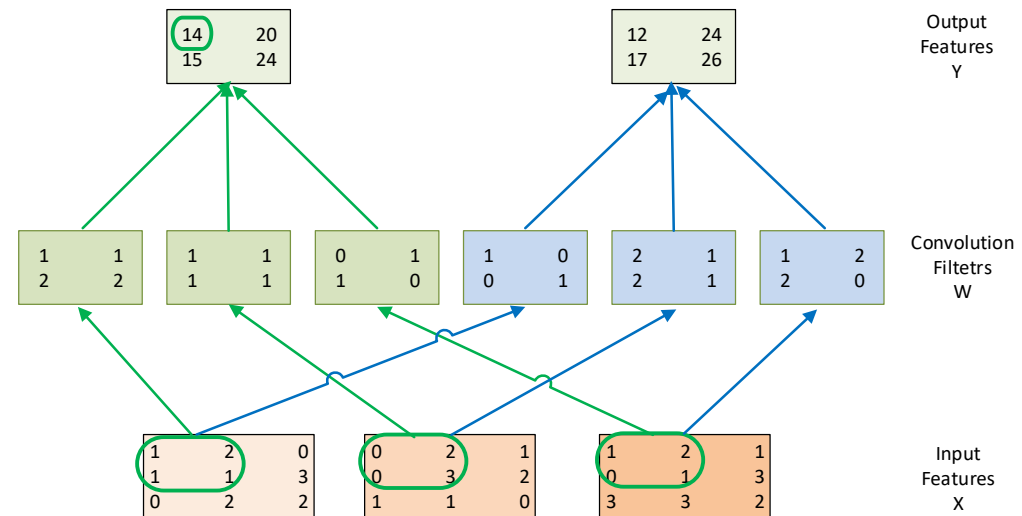 14 20
15 24
12 24
17 26
Output
Features
Y
1 1
2 2
1 1
1 1
0 1
1 0
1 0
0 1
2 1
2 1
1 2
2 0
Convolution
Filtetrs
W
1 2 0
1 1 3
0 2 2
0 2 1
0 3 2
1 1 0
1 2 1
0 1 3
3 3 2
Input
Features
X